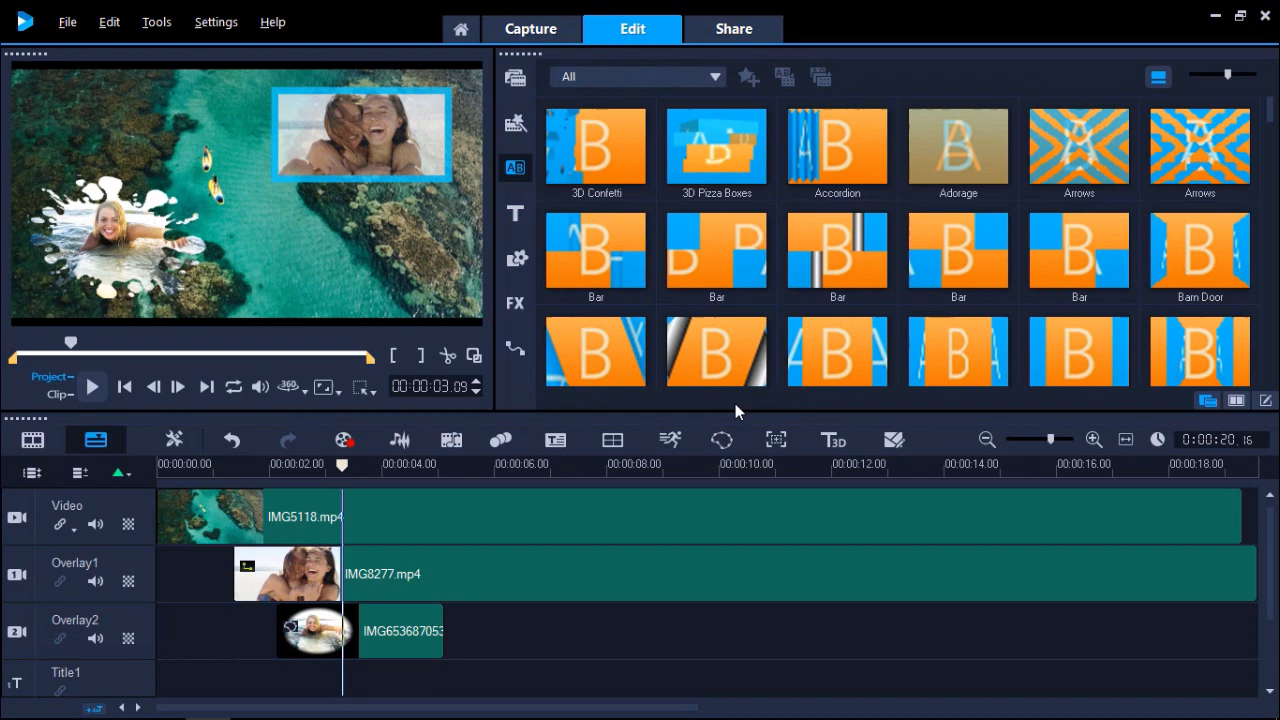 File Edit Tools Settings Help
Capture Edit Share
All
3D Confetti 3D Pizza Boxes Accordion Adorage Arrows Arrows
Bar Bar Bar Bar Bar Barn Door
Project
Clip
360
00:00:03.09
T
FX
T3D
0:00:20.16
00:00:00.00 00:00:02.00 00:00:04.00 00:00:06.00 00:00:08.00 00:00:10.00 00:00:12.00 00:00:14.00 00:00:16.00 00:00:18.00
Video
IMG5118.mp4
Overlay1
IMG8277.mp4
Overlay2
IMG653687053
Title1